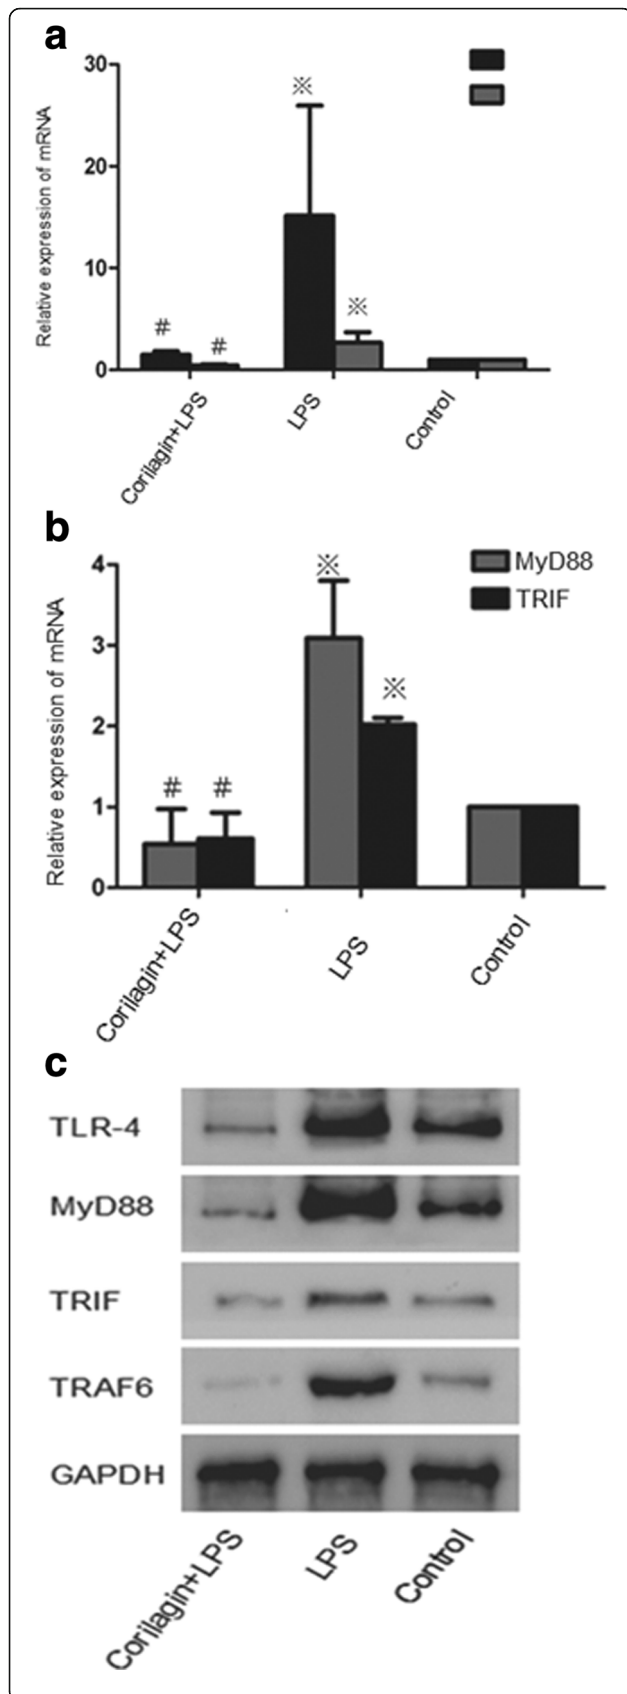 a
Relative expression of mRNA
30
20
10
0
※
※
#
#
Corilagin+LPS
LPS
Control
b
Relative expression of mRNA
4
3
2
1
0
MyD88
TRIF
※
※
#
#
Corilagin+LPS
LPS
Control
c
TLR-4
MyD88
TRIF
TRAF6
GAPDH
Corilagin+LPS
LPS
Control